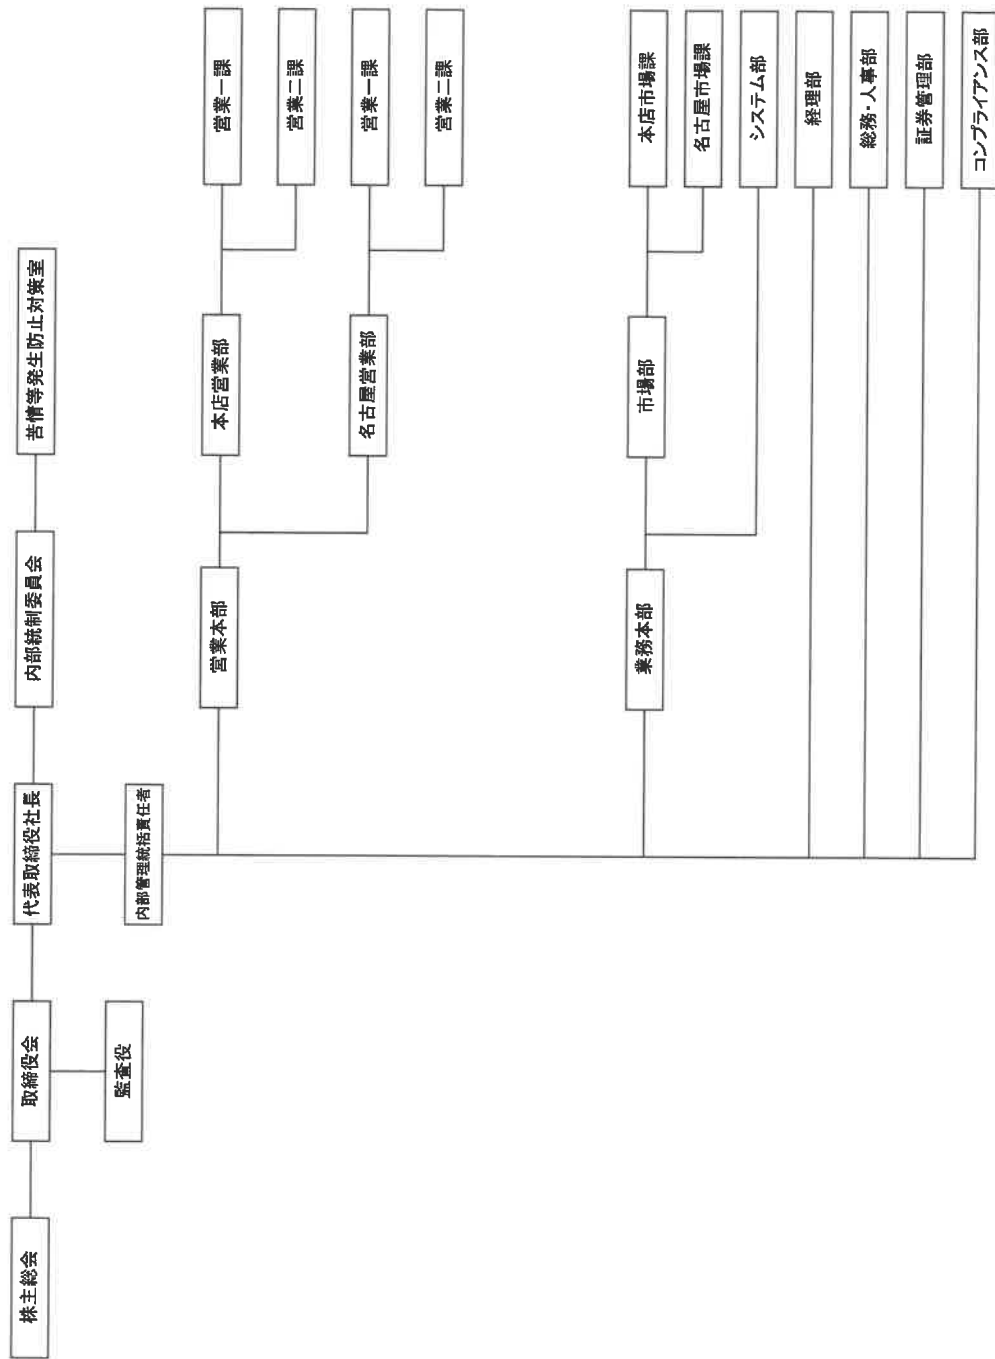 株主総会
取締役会
代表取締役社長
内部統制委員会
苦情等発生防止対策室
監査役
内部管理統括責任者
営業本部
本店営業部
営業一課
営業二課
名古屋営業部
営業一課
営業二課
業務本部
市場部
本店市場課
名古屋市場課
システム部
経理部
総務・人事部
証券管理部
コンプライアンス部